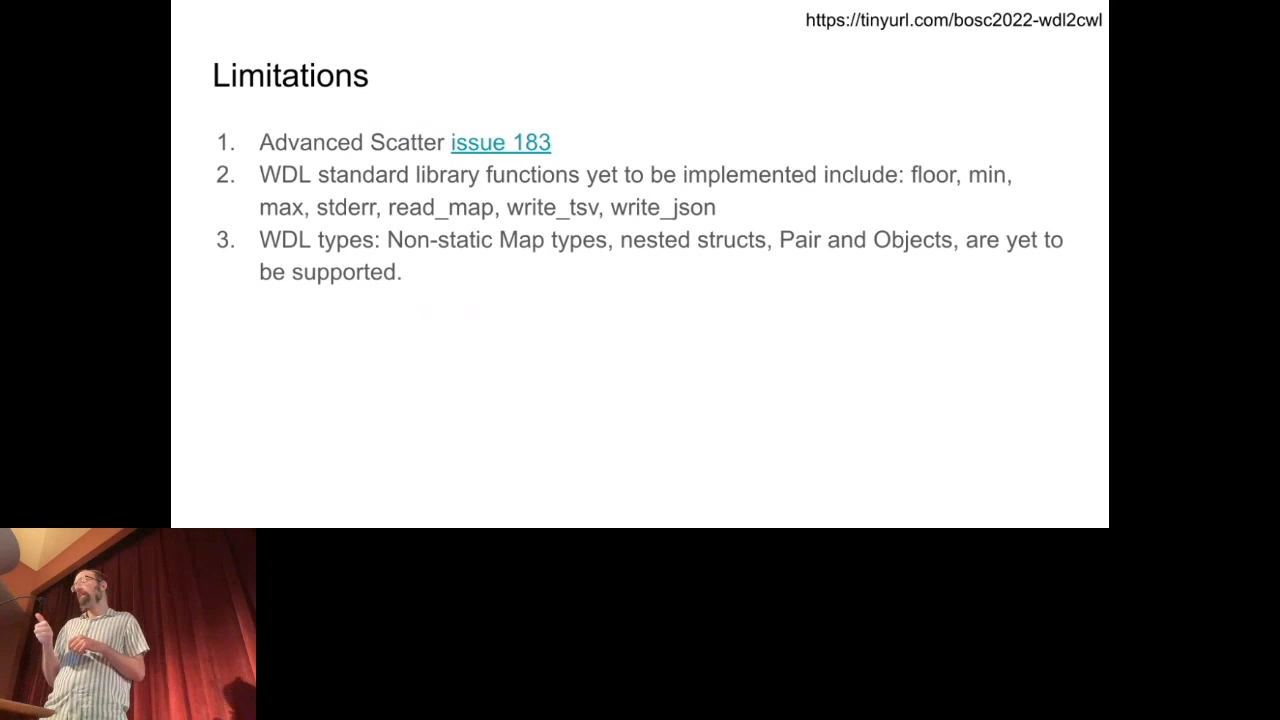 https://tinyurl.com/bosc2022-wdl2cwl
Limitations
1. Advanced Scatter issue 183
2. WDL standard library functions yet to be implemented include: floor, min,
max, stderr, read_map, write_tsv, write_json
3. WDL types: Non-static Map types, nested structs, Pair and Objects, are yet to
be supported.